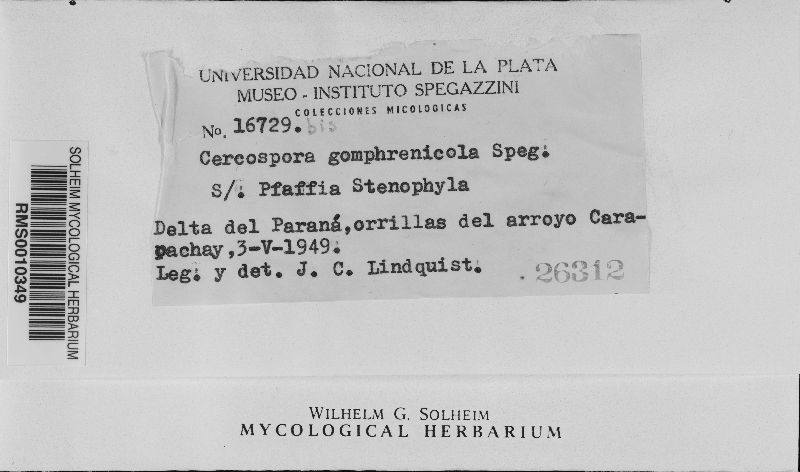 UNIVERSIDAD NACIONAL DE LA PLATA
MUSEO - INSTITUTO SPEGAZZINI
COLECCIONES MICOLOGICAS
No. 16729. bis
Cercospora gomphrenicola Speg.
S/. Pfaffia Stenophyla
Delta del Paraná, orrillas del arroyo Cara-
pachay, 3-V-1949.
Leg. y det. J. C. Lindquist.
. 26312
SOLHEIM MYCOLOGICAL HERBARIUM
RMS0010349
WILHELM G. SOLHEIM
MYCOLOGICAL HERBARIUM